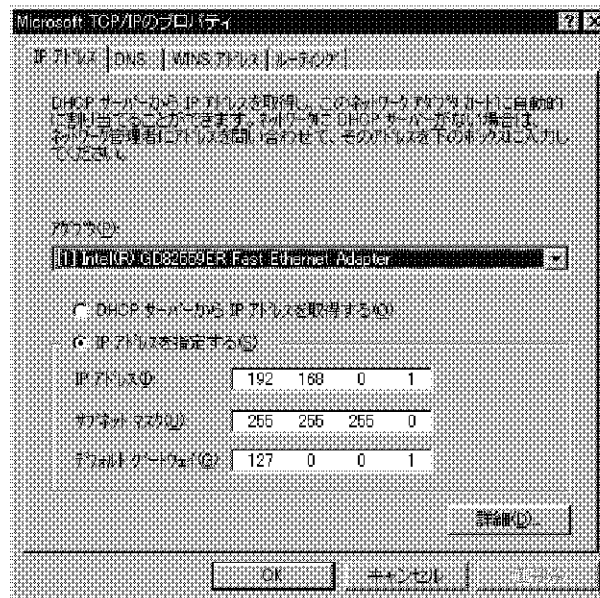 Microsoft TCP/IPのプロパティ
IP アドレス DNS WINS アドレス ルーティング
DHCP サーバーから IP アドレスを取得し、このネットワーク アダプタ カードに自動的
に割り当てることができます。ネットワークに DHCP サーバーがない場合は、
ネットワーク管理者にアドレスを問い合わせて、そのアドレスを下のボックスに入力し
てください。
アダプタ(P):
[1] Intel(R) GD82559ER Fast Ethernet Adapter
DHCP サーバーから IP アドレスを取得する(O)
IP アドレスを指定する(S)
IP アドレス(I): 192 168 0 1
サブネット マスク(U): 255 255 255 0
デフォルト ゲートウェイ(G): 127 0 0 1
詳細(D)...
OK キャンセル